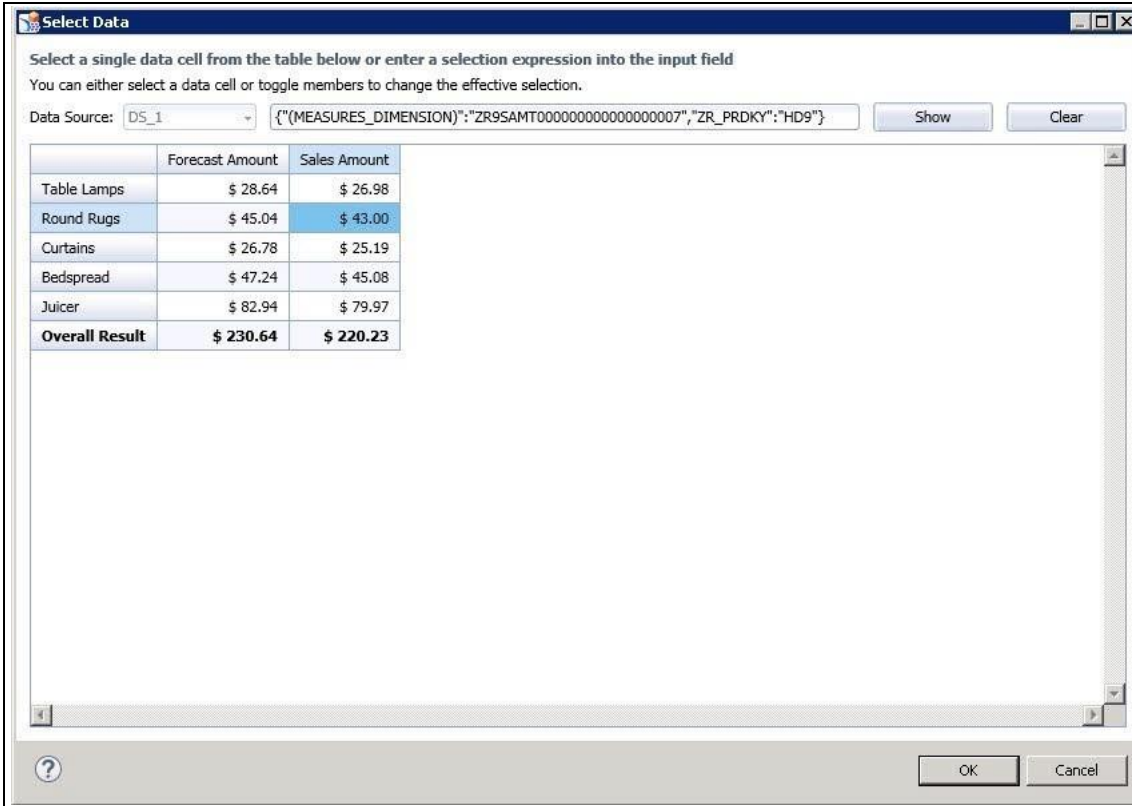 Select Data
Select a single data cell from the table below or enter a selection expression into the input field
You can either select a data cell or toggle members to change the effective selection.
Data Source: DS_1 {"(MEASURES_DIMENSION)":"ZR9SAMT000000000000000007","ZR_PRDKY":"HD9"} Show Clear
Forecast Amount Sales Amount
Table Lamps $ 28.64 $ 26.98
Round Rugs $ 45.04 $ 43.00
Curtains $ 26.78 $ 25.19
Bedspread $ 47.24 $ 45.08
Juicer $ 82.94 $ 79.97
Overall Result $ 230.64 $ 220.23
? OK Cancel